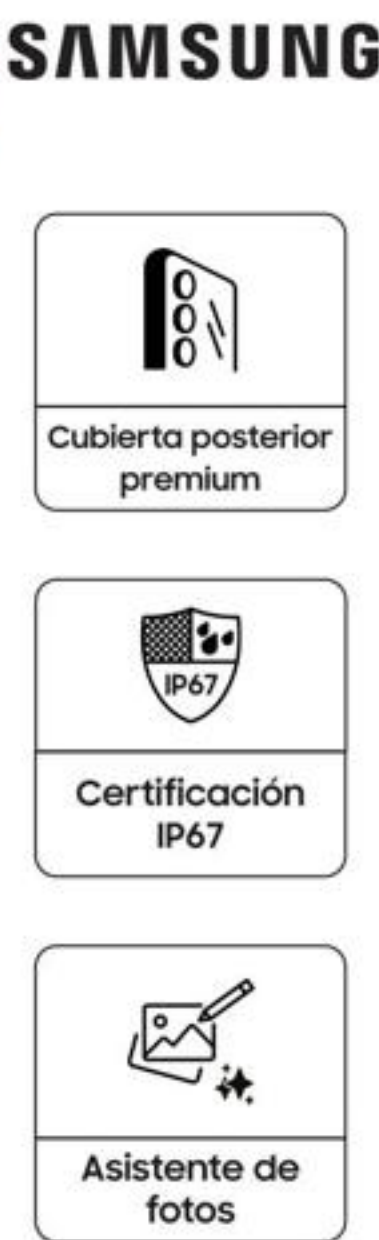 SAMSUNG
Cubierta posterior
premium
IP67
Certificación
IP67
Asistente de
fotos